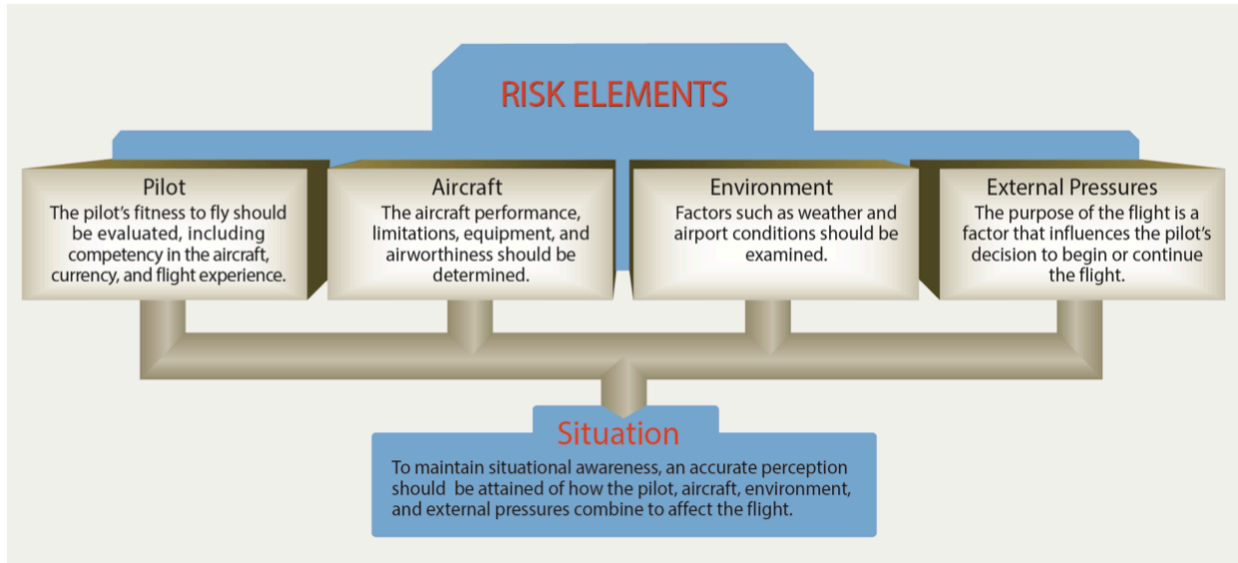 RISK ELEMENTS
Pilot
The pilot’s fitness to fly should
be evaluated, including
competency in the aircraft,
currency, and flight experience.
Aircraft
The aircraft performance,
limitations, equipment, and
airworthiness should be
determined.
Environment
Factors such as weather and
airport conditions should be
examined.
External Pressures
The purpose of the flight is a
factor that influences the pilot’s
decision to begin or continue
the flight.
Situation
To maintain situational awareness, an accurate perception
should be attained of how the pilot, aircraft, environment,
and external pressures combine to affect the flight.